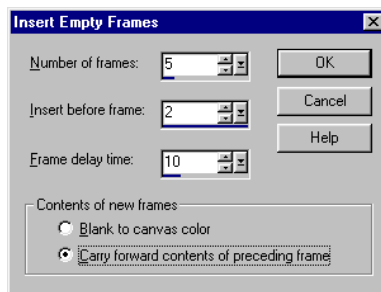 Insert Empty Frames
Number of frames: 5
OK
Insert before frame: 2
Cancel
Help
Frame delay time: 10
Contents of new frames
Blank to canvas color
Carry forward contents of preceding frame